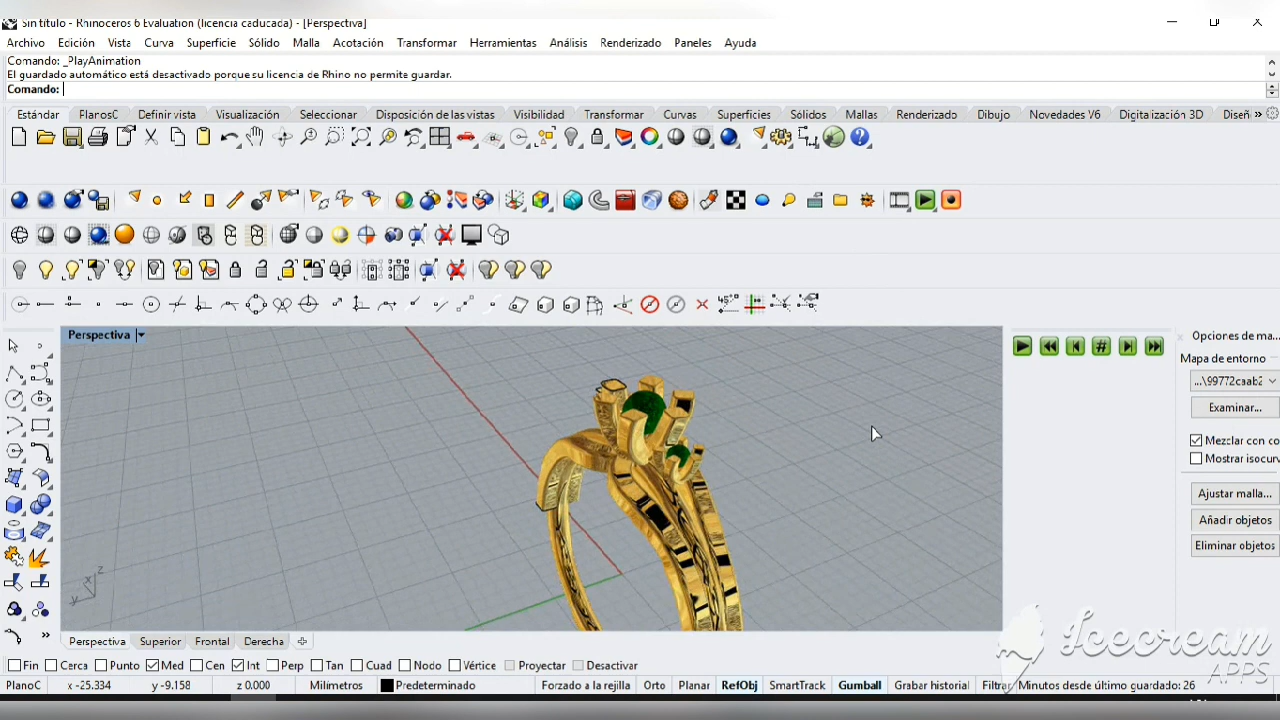 Sin título - Rhinoceros 6 Evaluation (licencia caducada) - [Perspectiva]
Archivo Edición Vista Curva Superficie Sólido Malla Acotación Transformar Herramientas Análisis Renderizado Paneles Ayuda
Comando: _PlayAnimation
El guardado automático está desactivado porque su licencia de Rhino no permite guardar.
Comando:
Estándar PlanosC Definir vista Visualización Seleccionar Disposición de las vistas Visibilidad Transformar Curvas Superficies Sólidos Mallas Renderizado Dibujo Novedades V6 Digitalización 3D Diseñ »
45°
Perspectiva
Opciones de ma...
Mapa de entorno
...\99772caab2
Examinar...
Mezclar con co
Mostrar isocurv
Ajustar malla...
Añadir objetos
Eliminar objetos
z
x
y
»
Perspectiva Superior Frontal Derecha
Fin Cerca Punto Med Cen Int Perp Tan Cuad Nodo Vértice Proyectar Desactivar
PlanoC x -25.334 y -9.158 z 0.000 Milímetros Predeterminado Forzado a la rejilla Orto Planar RefObj SmartTrack Gumball Grabar historial Filtrar Minutos desde último guardado: 26
Icecream
APPS